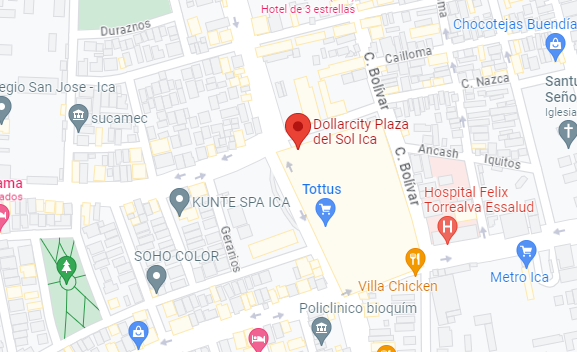 Hotel de 3 estrellas
Duraznos
Chocotejas Buendía
Cailloma
C. Bolívar
C. Nazca
egio San Jose - Ica
sucamec
Santu
Seño
Iglesia
Dollarcity Plaza
del Sol Ica
Ancash
Iquitos
C. Bolívar
ama
ados
Tottus
Hospital Felix
Torrealva Essalud
H
KUNTE SPA ICA
Gerarios
SOHO COLOR
Metro Ica
Villa Chicken
Policlinico bioquim